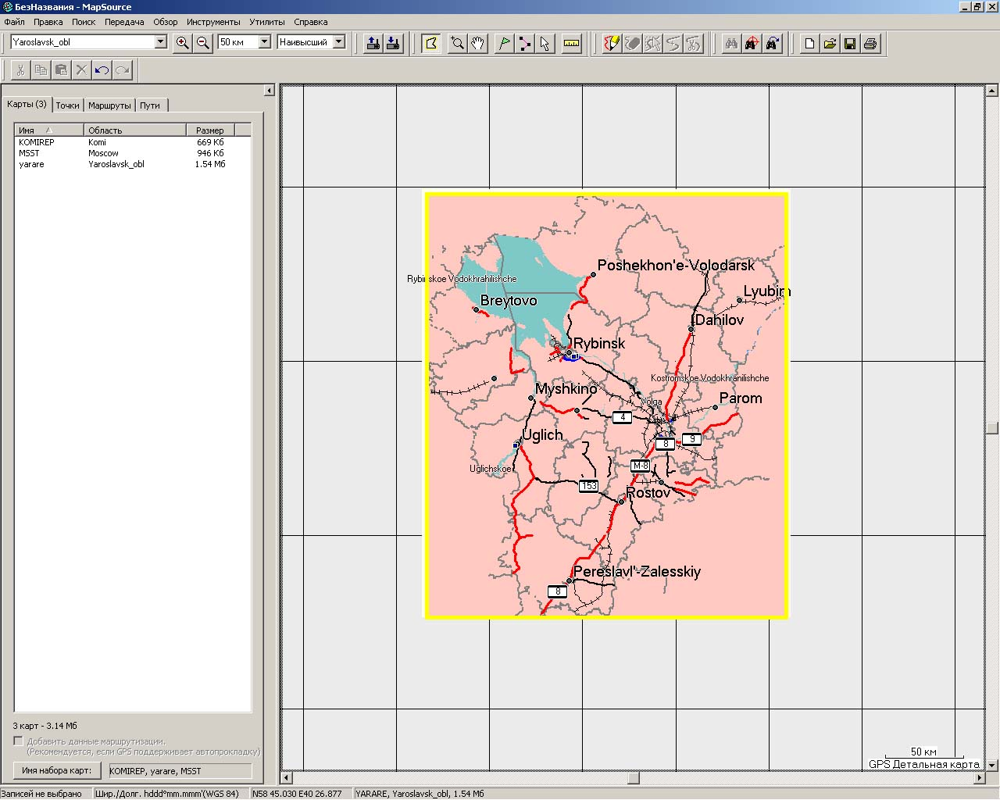 БезНазвания - MapSource
Файл Правка Поиск Передача Обзор Инструменты Утилиты Справка
Yaroslavsk_obl 50 км Наивысший
Карты (3) Точки Маршруты Пути
Имя Область Размер
KOMIREP Komi 669 Кб
MSST Moscow 946 Кб
yarare Yaroslavsk_obl 1.54 Мб
Poshekhon'e-Volodarsk
Rybinskoe Vodokhrahilishche
Lyubim
Breytovo
Dahilov
Rybinsk
Kostromskoe Vodokhranilishche
Myshkino
Parom
Volga
4
Uglich
9
8
M-8
Uglichskoe
153
Rostov
Pereslavl'-Zalesskiy
8
3 карт - 3.14 Мб
Добавить данные маршрутизации.
(Рекомендуется, если GPS поддерживает автопрокладку)
50 км
GPS Детальная карта
Имя набора карт: KOMIREP, yarare, MSST
Записей не выбрано Шир./Долг. hddd°mm.mmm'(WGS 84) N58 45.030 E40 26.877 YARARE, Yaroslavsk_obl, 1.54 Мб